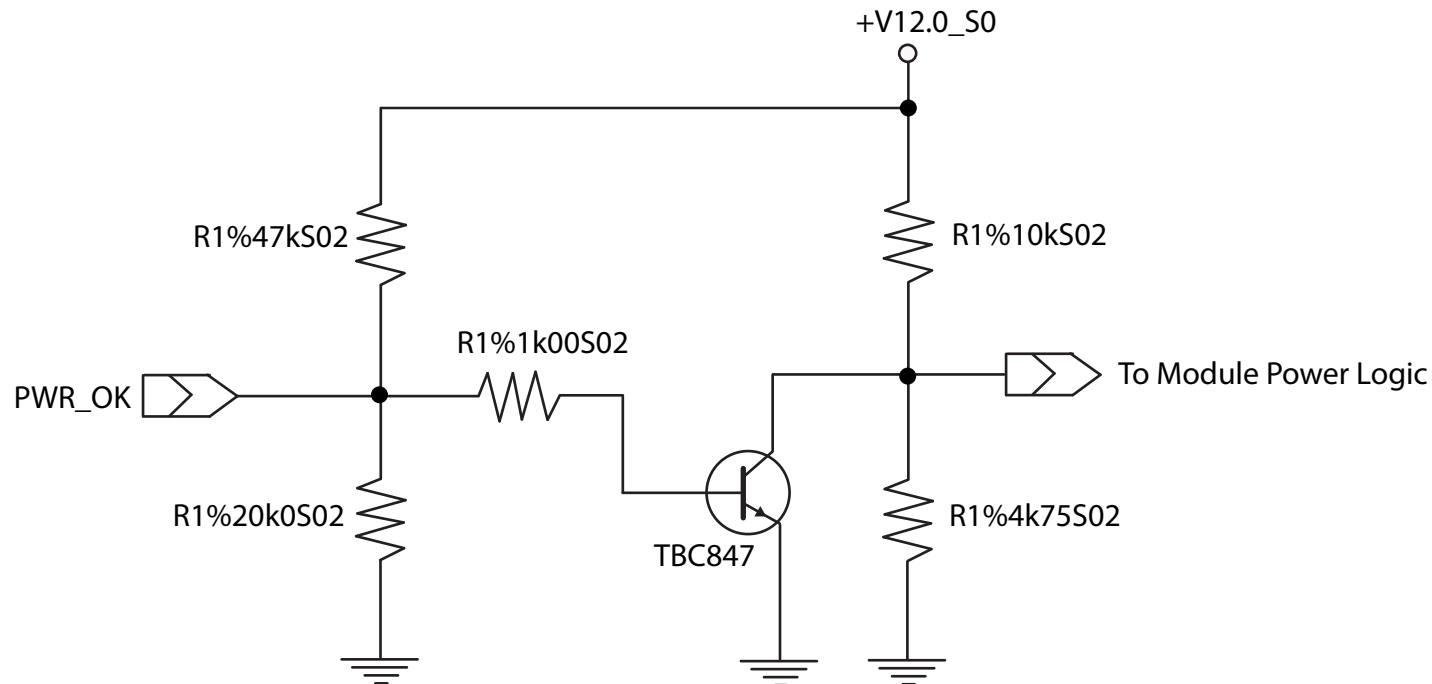 +V12.0_S0
R1%47kS02
R1%10kS02
R1%1k00S02
PWR_OK
To Module Power Logic
R1%20k0S02
R1%4k75S02
TBC847